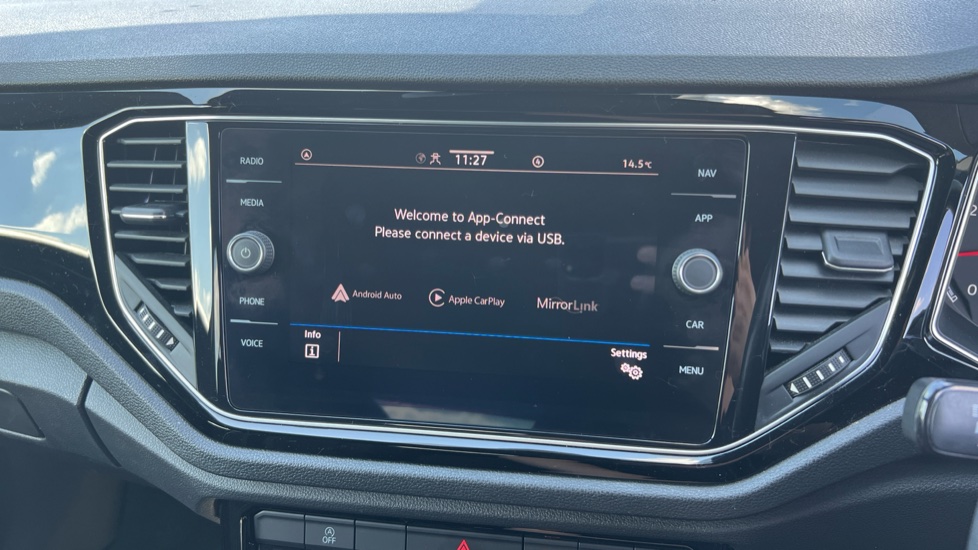 11:27
14.5°C
RADIO
MEDIA
PHONE
VOICE
Welcome to App-Connect
Please connect a device via USB.
Android Auto
Apple CarPlay
MirrorLink
Info
i
Settings
NAV
APP
CAR
MENU
A
OFF